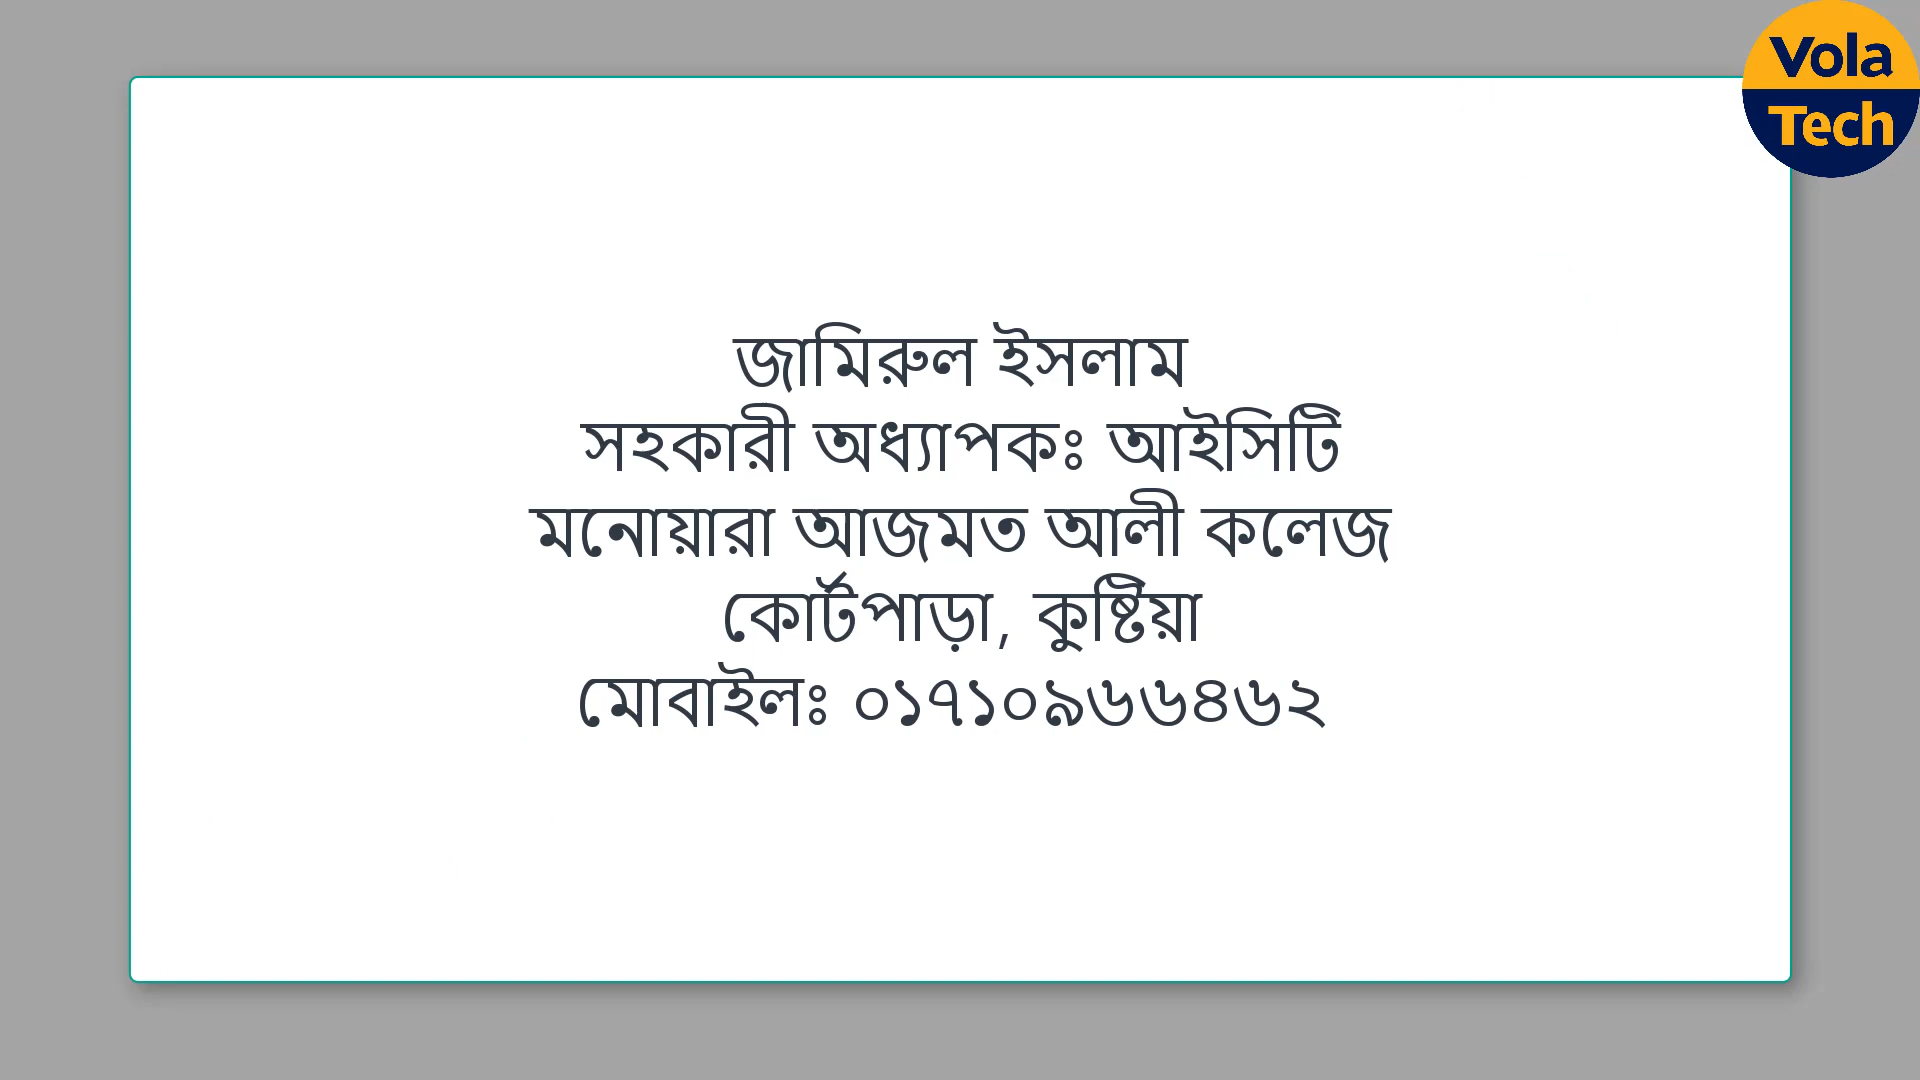 Vola
Tech
জামিরুল ইসলাম
সহকারী অধ্যাপকঃ আইসিটি
মনোয়ারা আজমত আলী কলেজ
কোর্টপাড়া, কুষ্টিয়া
মোবাইলঃ ০১৭১০৯৬৬৪৬২